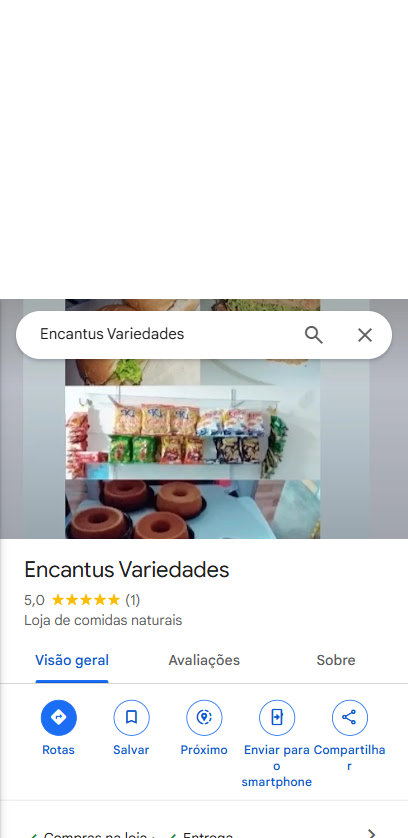 Encantus Variedades
Encantus Variedades
5,0 (1)
Loja de comidas naturais
Visão geral Avaliações Sobre
Rotas Salvar Próximo Enviar para o smartphone Compartilhar
Compras na loja · Entrega